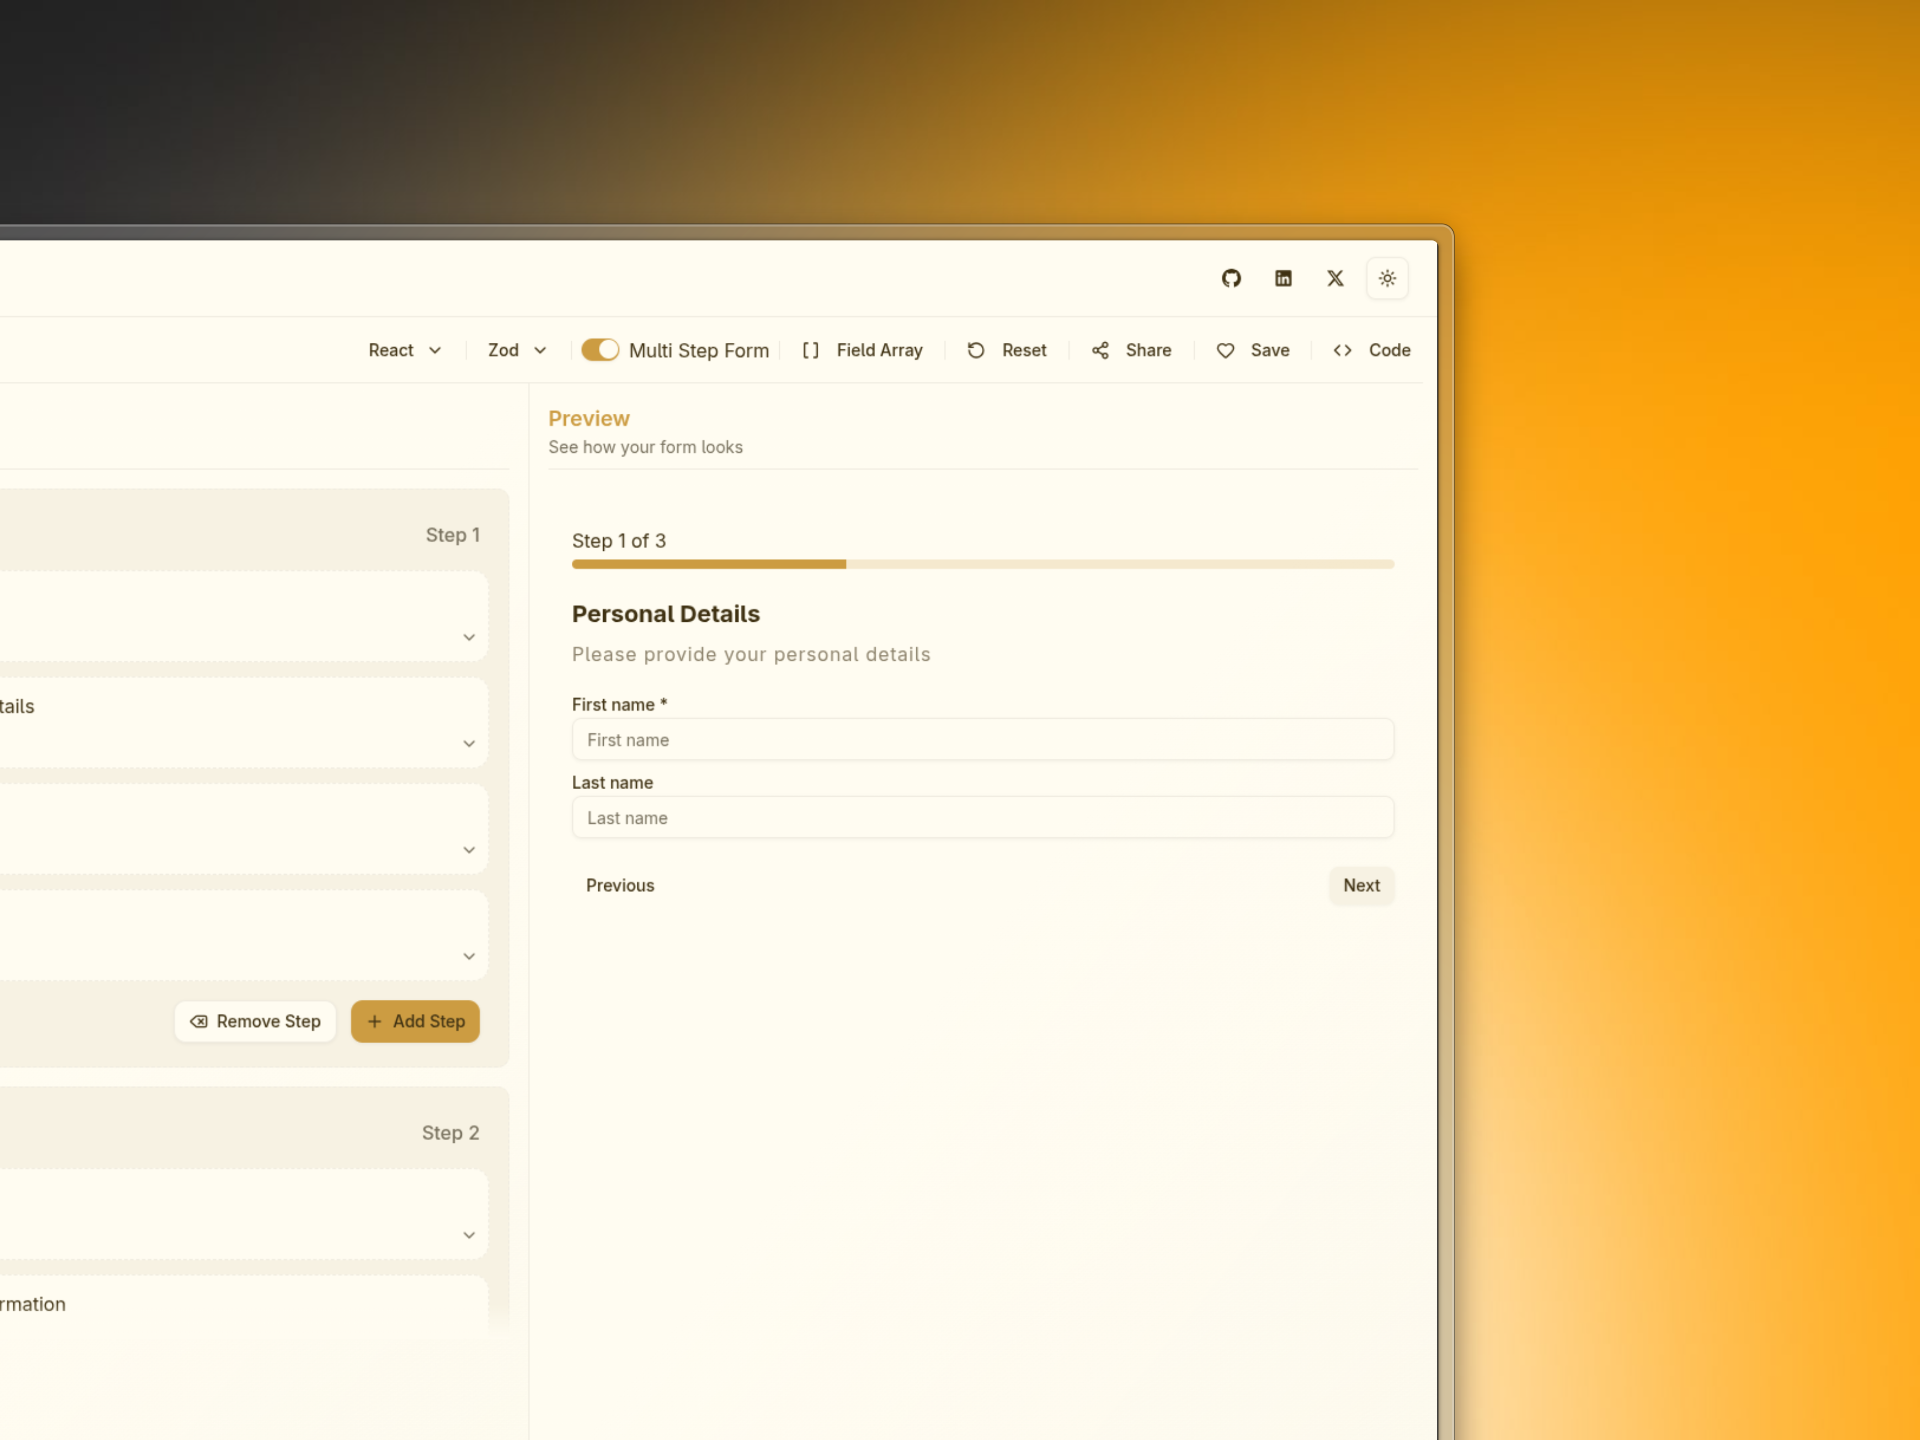 React
Zod
Multi Step Form
Field Array
Reset
Share
Save
Code
Preview
See how your form looks
Step 1
tails
Remove Step
Add Step
Step 2
rmation
Step 1 of 3
Personal Details
Please provide your personal details
First name *
First name
Last name
Last name
Previous
Next